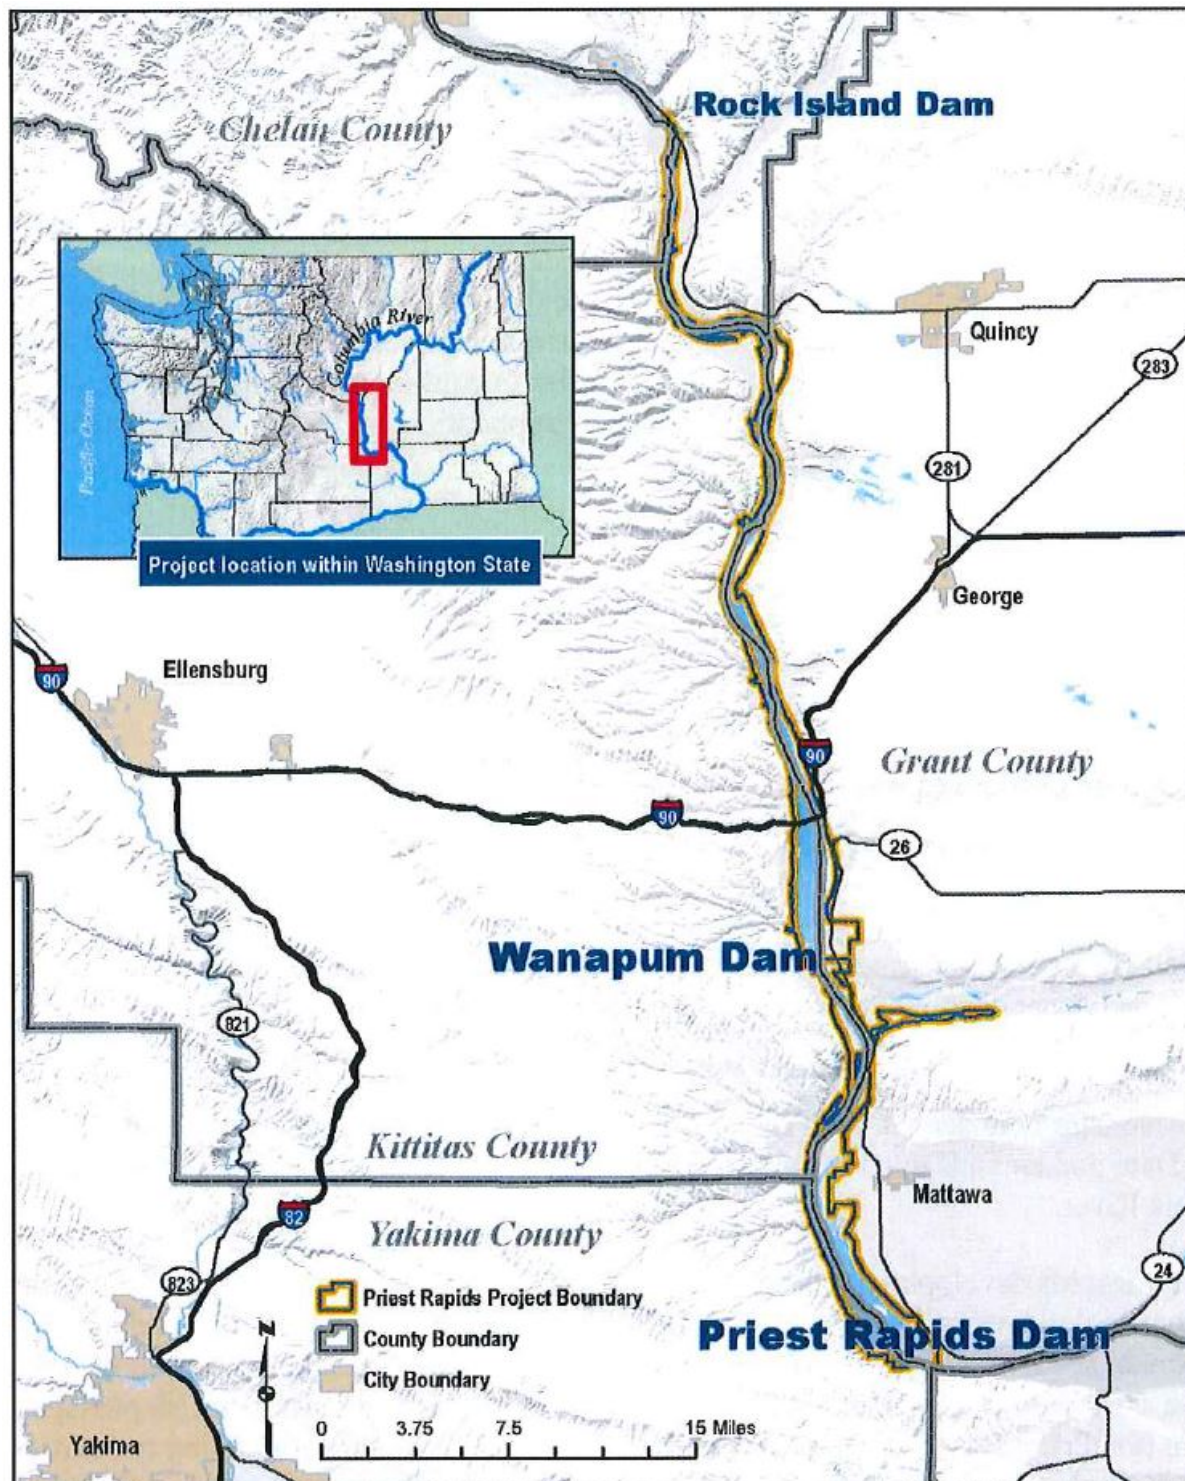 Rock Island Dam
Chelan County
Columbia River
Pacific Ocean
Project location within Washington State
Quincy
283
281
George
90
Ellensburg
90
Grant County
90
26
Wanapum Dam
821
Kittitas County
Mattawa
82
Yakima County
823
24
Priest Rapids Project Boundary
Priest Rapids Dam
County Boundary
City Boundary
N
0 3.75 7.5 15 Miles
Yakima